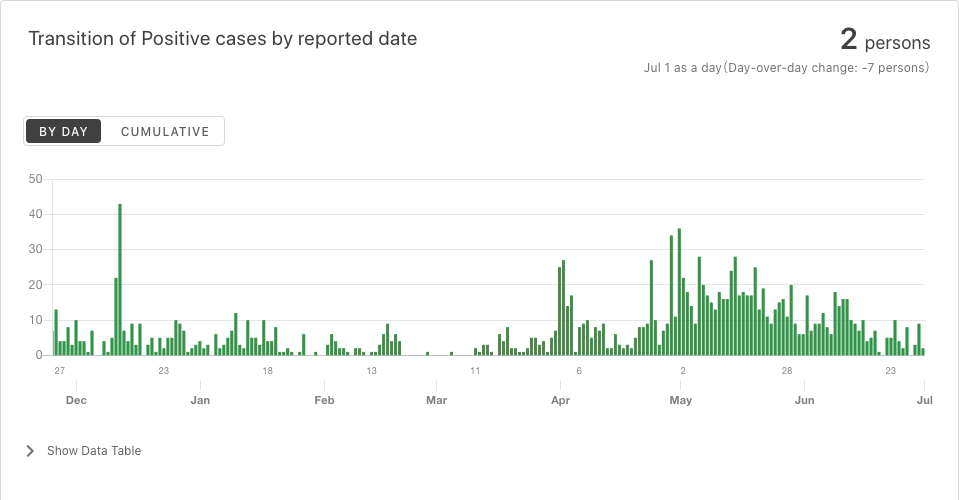 Transition of Positive cases by reported date
2 persons
Jul 1 as a day(Day-over-day change: -7 persons)
BY DAY CUMULATIVE
50
40
30
20
10
0
27 23 18 13 11 6 2 28 23
Dec Jan Feb Mar Apr May Jun Jul
Show Data Table